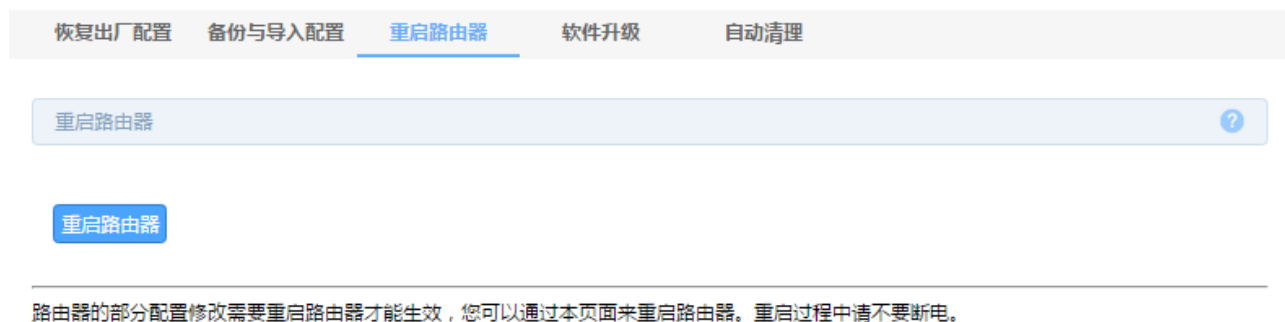 恢复出厂配置 备份与导入配置 重启路由器 软件升级 自动清理
重启路由器 ?
重启路由器
路由器的部分配置修改需要重启路由器才能生效，您可以通过本页面来重启路由器。重启过程中请不要断电。